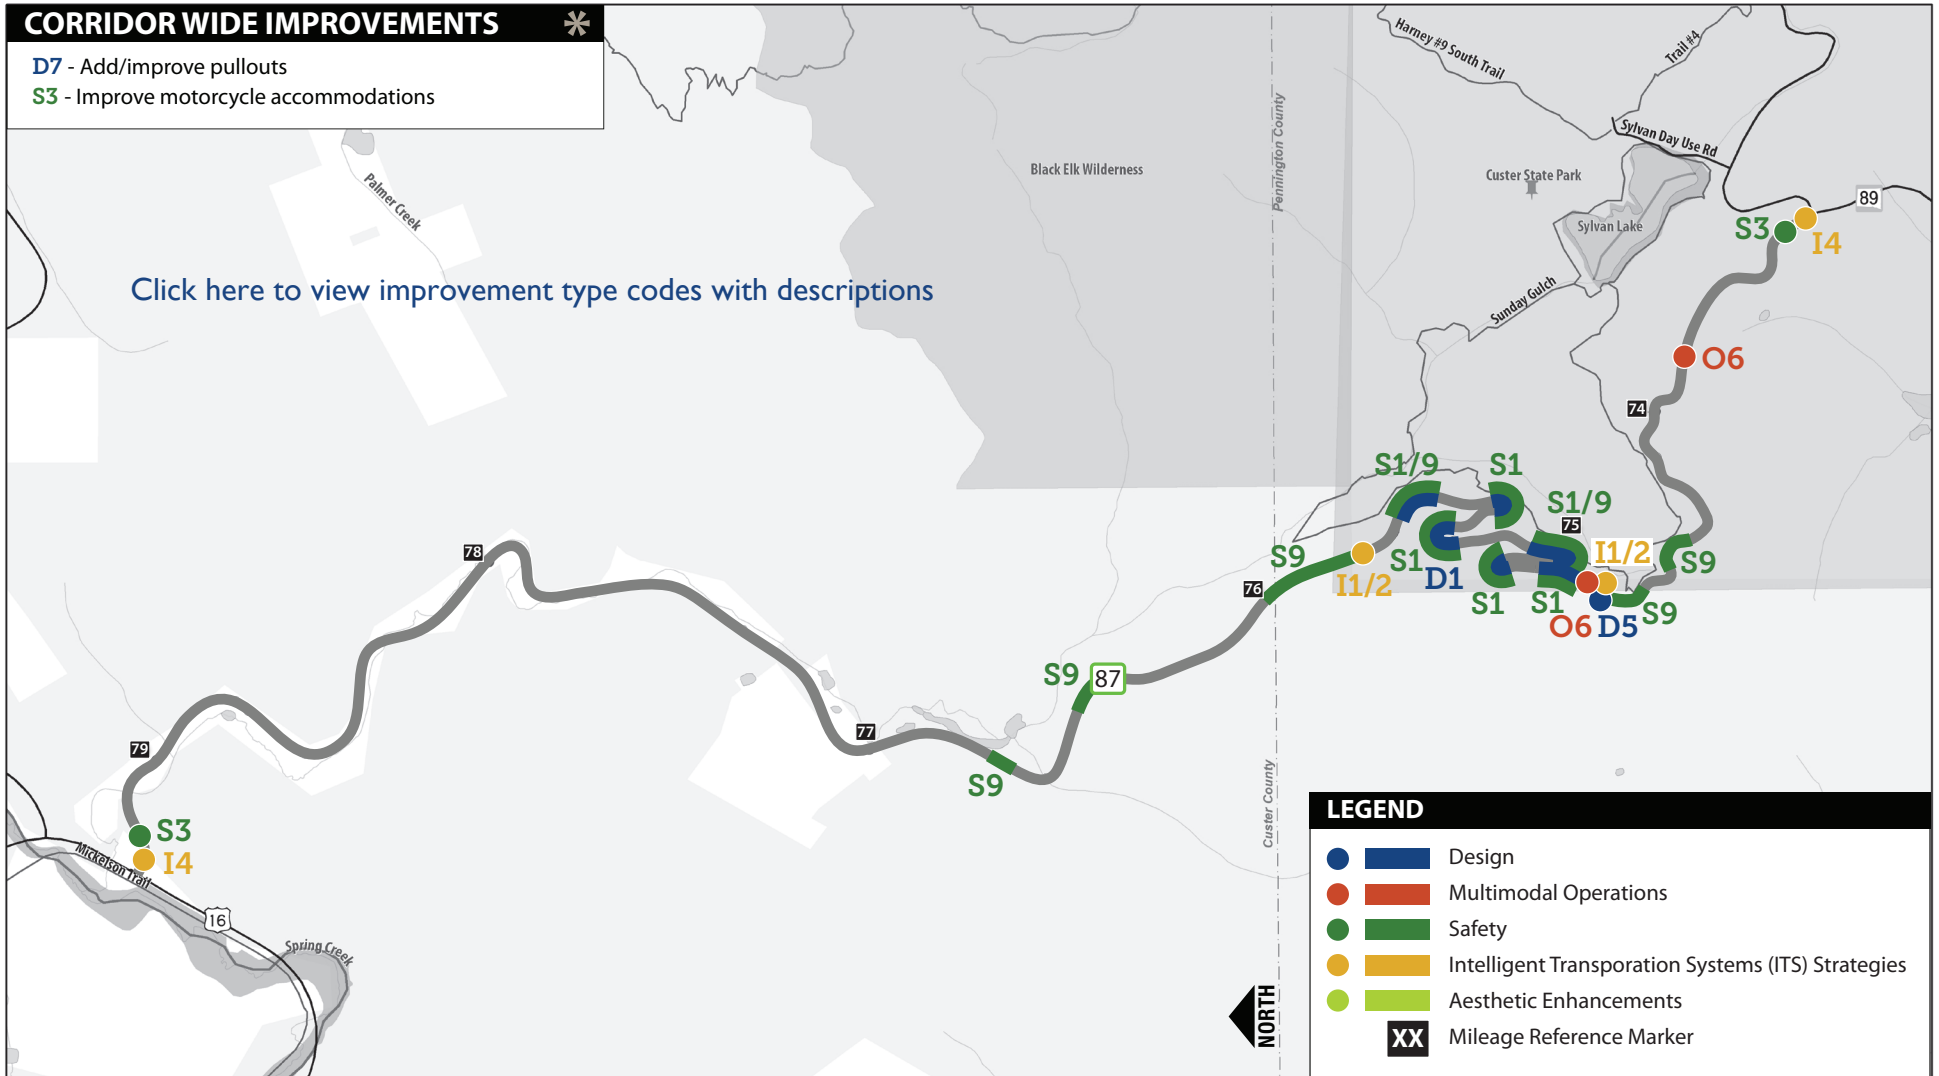 CORRIDOR WIDE IMPROVEMENTS *
D7 - Add/improve pullouts
S3 - Improve motorcycle accommodations
Harney #9 South Trail
Trail #4
Sylvan Day Use Rd
Pennington County
Black Elk Wilderness
Custer State Park
Palmer Creek
89
Sylvan Lake
S3
I4
Click here to view improvement type codes with descriptions
Sunday Gulch
O6
74
S1/9
S1
S1/9
75
78
S9
I1/2
S1
D1
I1/2
S9
76
S1
S1
S9
O6
D5
S9
87
77
79
S9
Custer County
S3
I4
Mickelson Trail
16
Spring Creek
NORTH
LEGEND
Design
Multimodal Operations
Safety
Intelligent Transporation Systems (ITS) Strategies
Aesthetic Enhancements
XX Mileage Reference Marker